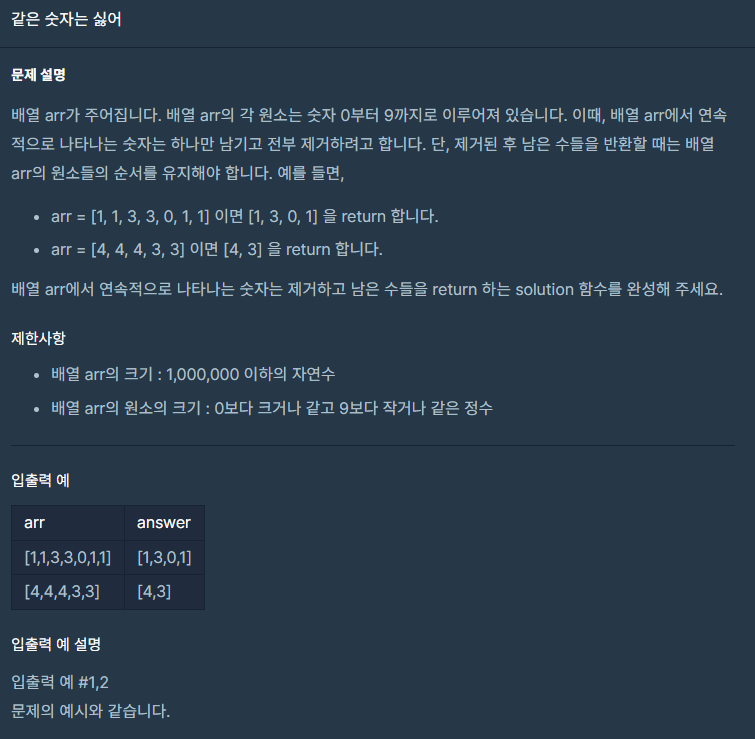 같은 숫자는 싫어
문제 설명
배열 arr가 주어집니다. 배열 arr의 각 원소는 숫자 0부터 9까지로 이루어져 있습니다. 이때, 배열 arr에서 연속
적으로 나타나는 숫자는 하나만 남기고 전부 제거하려고 합니다. 단, 제거된 후 남은 수들을 반환할 때는 배열
arr의 원소들의 순서를 유지해야 합니다. 예를 들면,
• arr = [1, 1, 3, 3, 0, 1, 1] 이면 [1, 3, 0, 1] 을 return 합니다.
• arr = [4, 4, 4, 3, 3] 이면 [4, 3] 을 return 합니다.
배열 arr에서 연속적으로 나타나는 숫자는 제거하고 남은 수들을 return 하는 solution 함수를 완성해 주세요.
제한사항
• 배열 arr의 크기 : 1,000,000 이하의 자연수
• 배열 arr의 원소의 크기 : 0보다 크거나 같고 9보다 작거나 같은 정수
입출력 예
arr answer
[1,1,3,3,0,1,1] [1,3,0,1]
[4,4,4,3,3] [4,3]
입출력 예 설명
입출력 예 #1,2
문제의 예시와 같습니다.